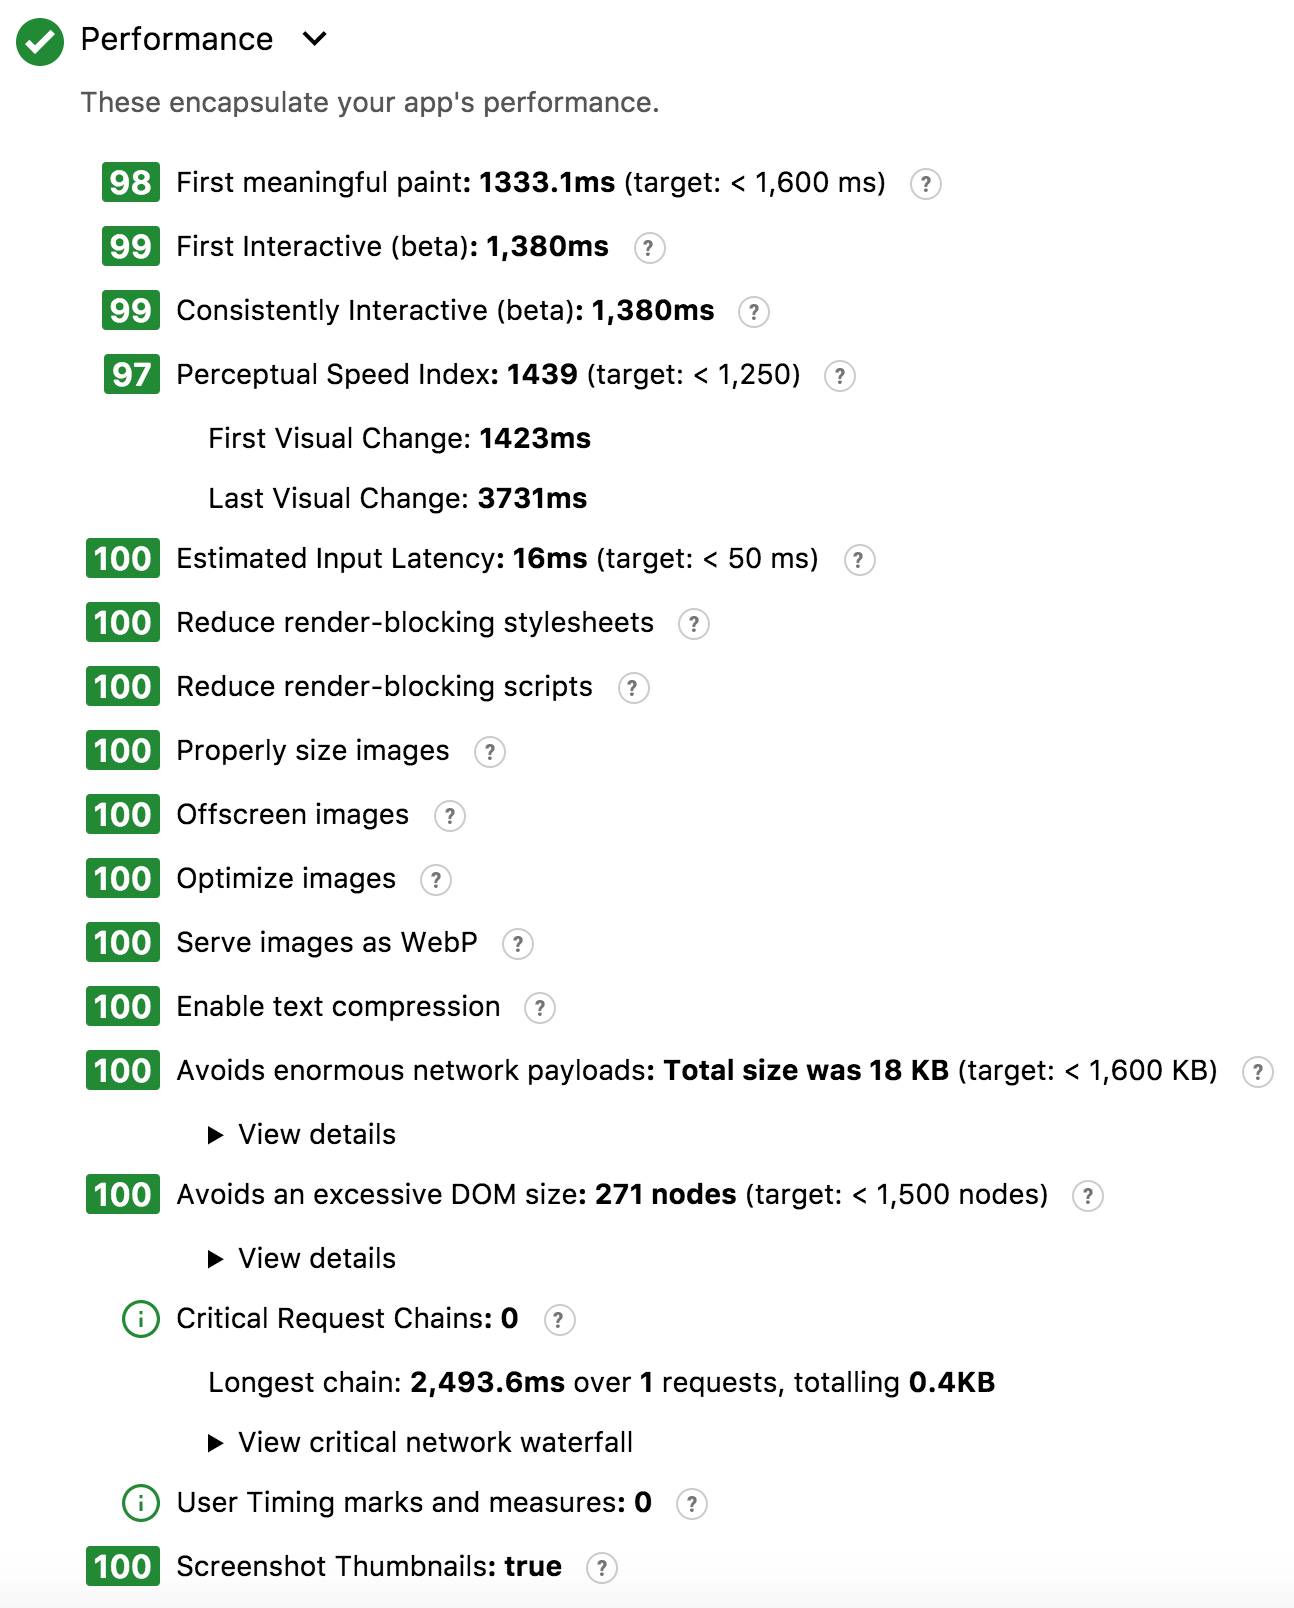 Performance
These encapsulate your app's performance.
98 First meaningful paint: 1333.1ms (target: < 1,600 ms) ?
99 First Interactive (beta): 1,380ms ?
99 Consistently Interactive (beta): 1,380ms ?
97 Perceptual Speed Index: 1439 (target: < 1,250) ?
First Visual Change: 1423ms
Last Visual Change: 3731ms
100 Estimated Input Latency: 16ms (target: < 50 ms) ?
100 Reduce render-blocking stylesheets ?
100 Reduce render-blocking scripts ?
100 Properly size images ?
100 Offscreen images ?
100 Optimize images ?
100 Serve images as WebP ?
100 Enable text compression ?
100 Avoids enormous network payloads: Total size was 18 KB (target: < 1,600 KB) ?
View details
100 Avoids an excessive DOM size: 271 nodes (target: < 1,500 nodes) ?
View details
i Critical Request Chains: 0 ?
Longest chain: 2,493.6ms over 1 requests, totalling 0.4KB
View critical network waterfall
i User Timing marks and measures: 0 ?
100 Screenshot Thumbnails: true ?